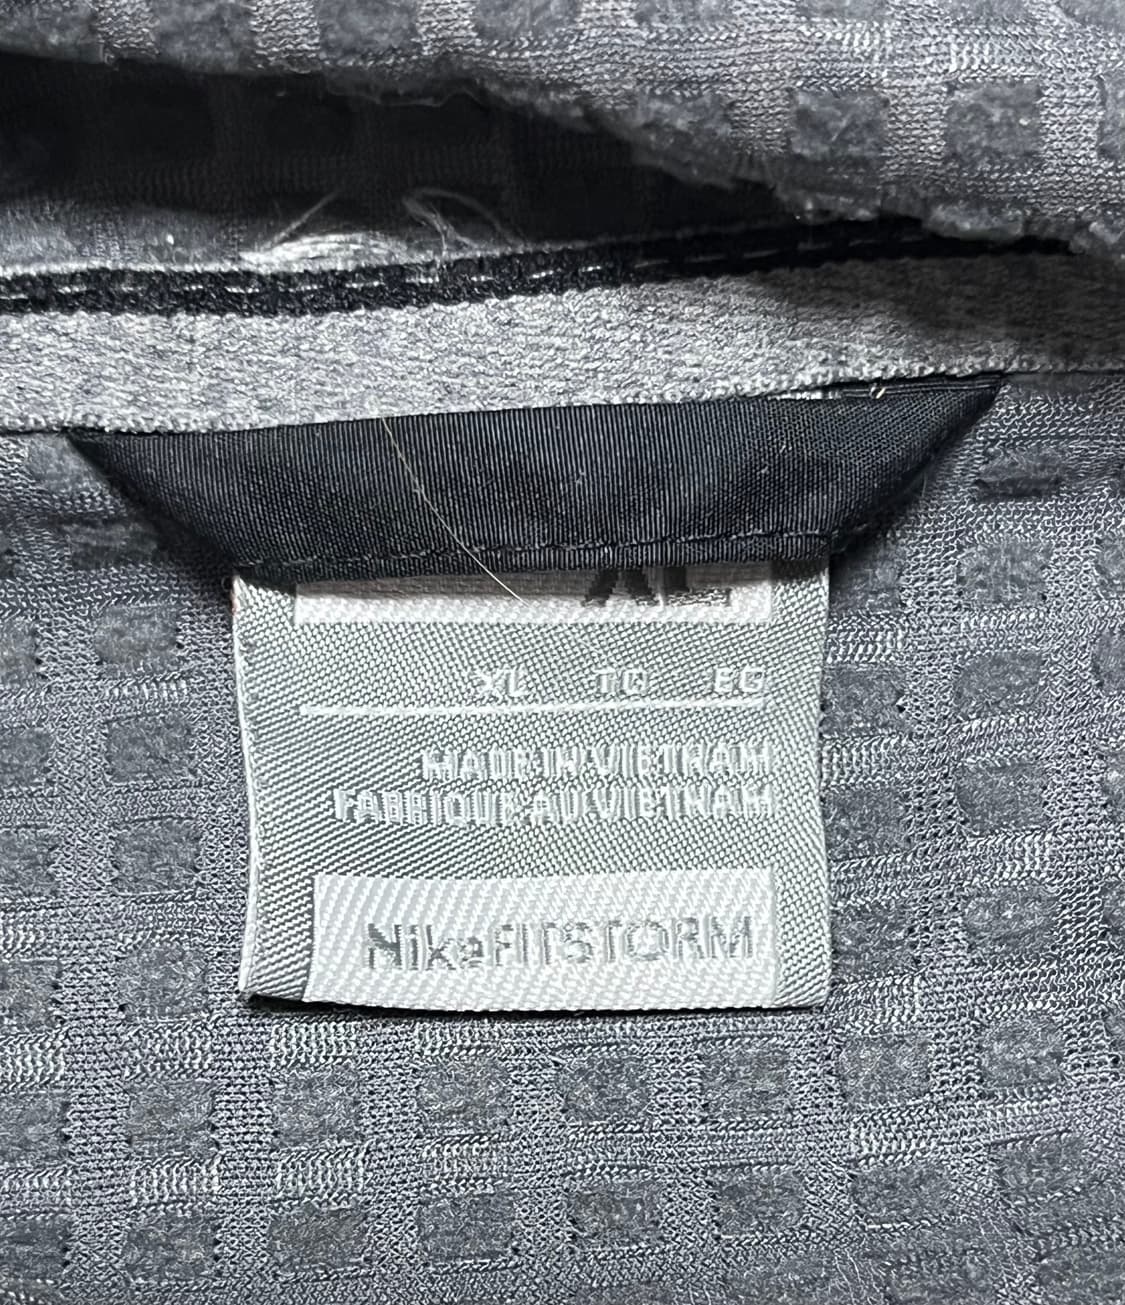 XL
XL TG EG
MADE IN VIETNAM
FABRIQUE AU VIETNAM
NikeFITSTORM